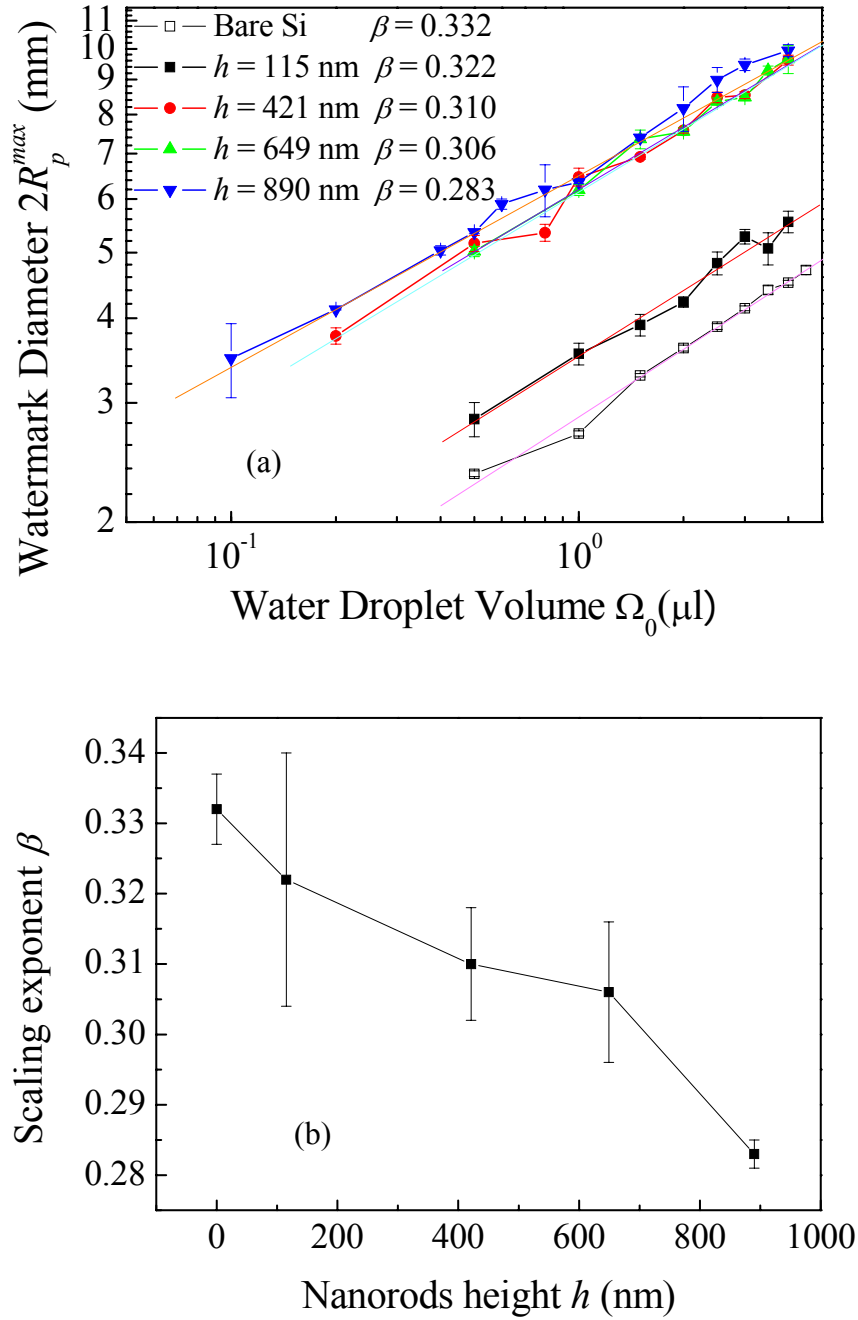 Bare Si β = 0.332
h = 115 nm β = 0.322
h = 421 nm β = 0.310
h = 649 nm β = 0.306
h = 890 nm β = 0.283
Watermark Diameter 2R_p^max (mm)
10
9
8
7
6
5
4
3
2
(a)
10^-1 10^0
Water Droplet Volume Ω_0(μl)
Scaling exponent β
0.34
0.33
0.32
0.31
0.30
0.29
0.28
(b)
0 200 400 600 800 1000
Nanorods height h (nm)